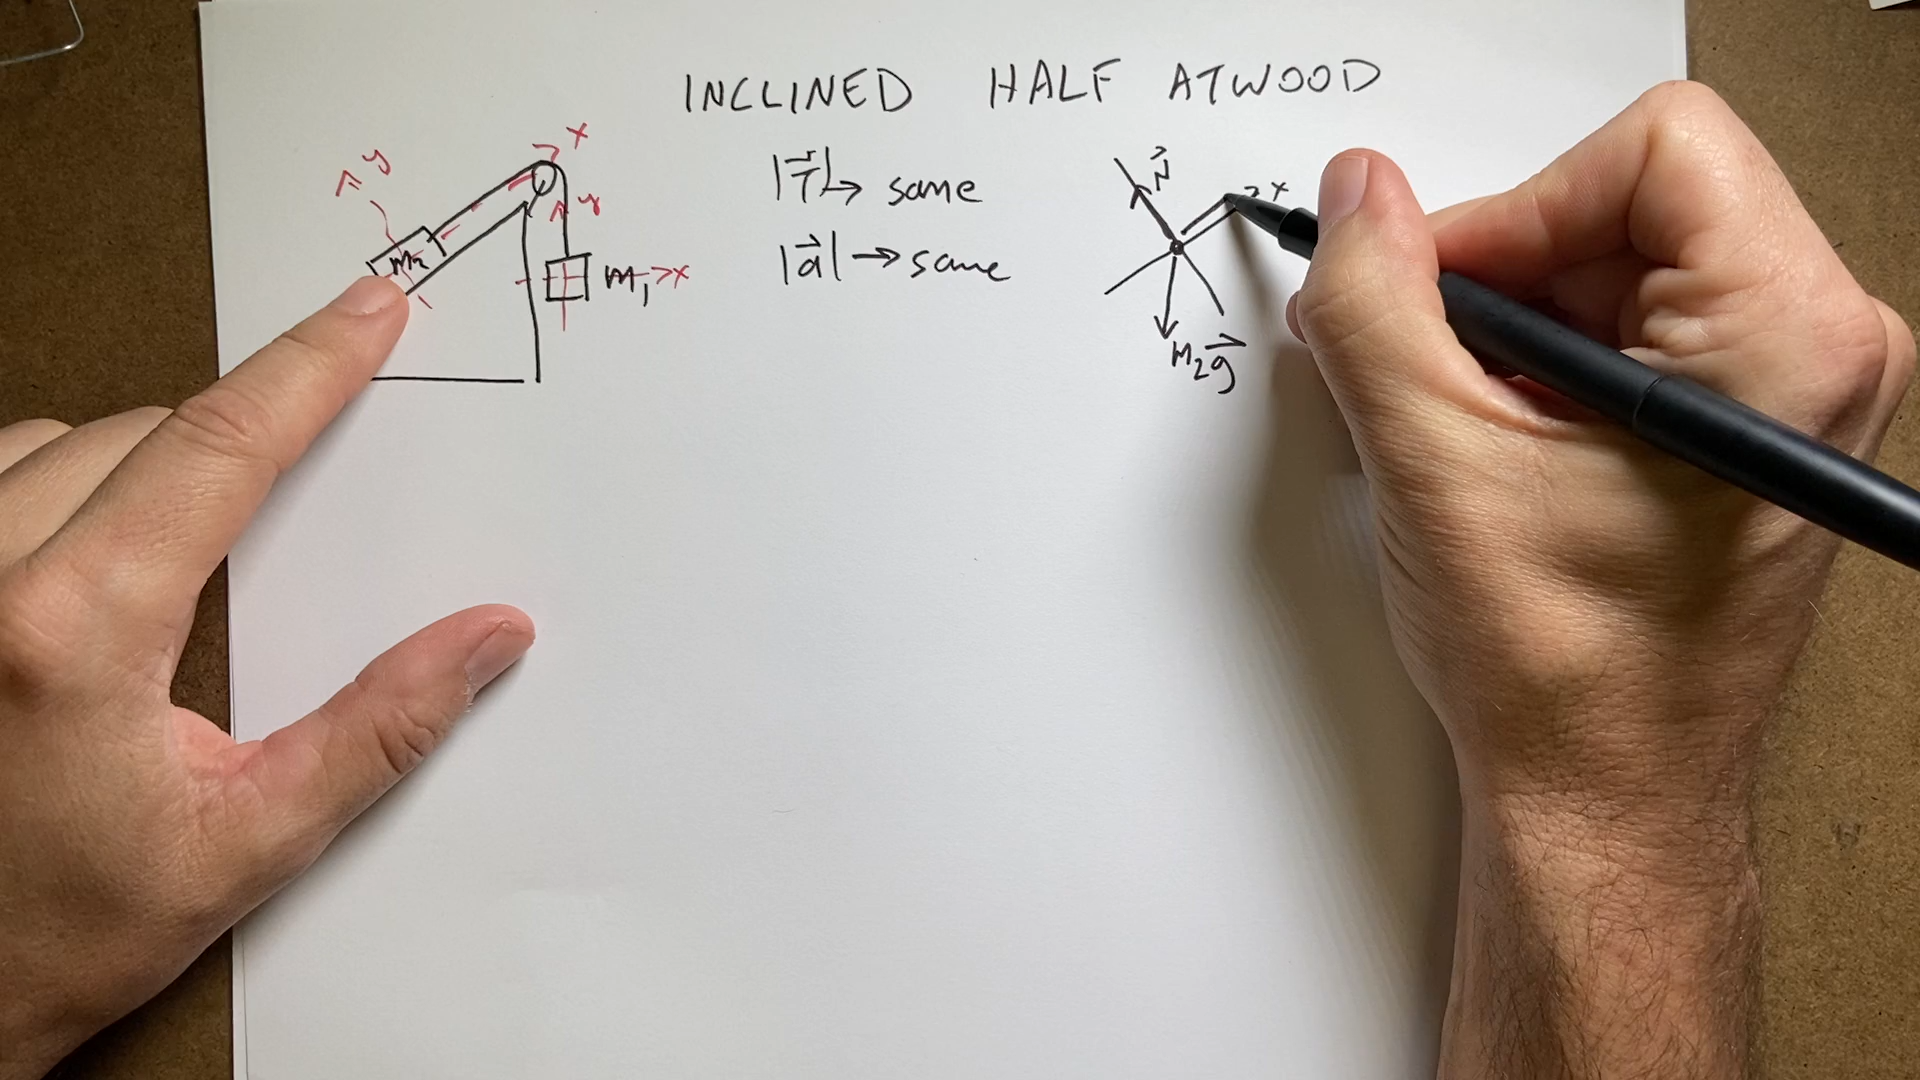 INCLINED HALF ATWOOD
x
y
y
m₂
m₁ x
|T⃗| → same
|a⃗| → same
N⃗
x
m₂g⃗